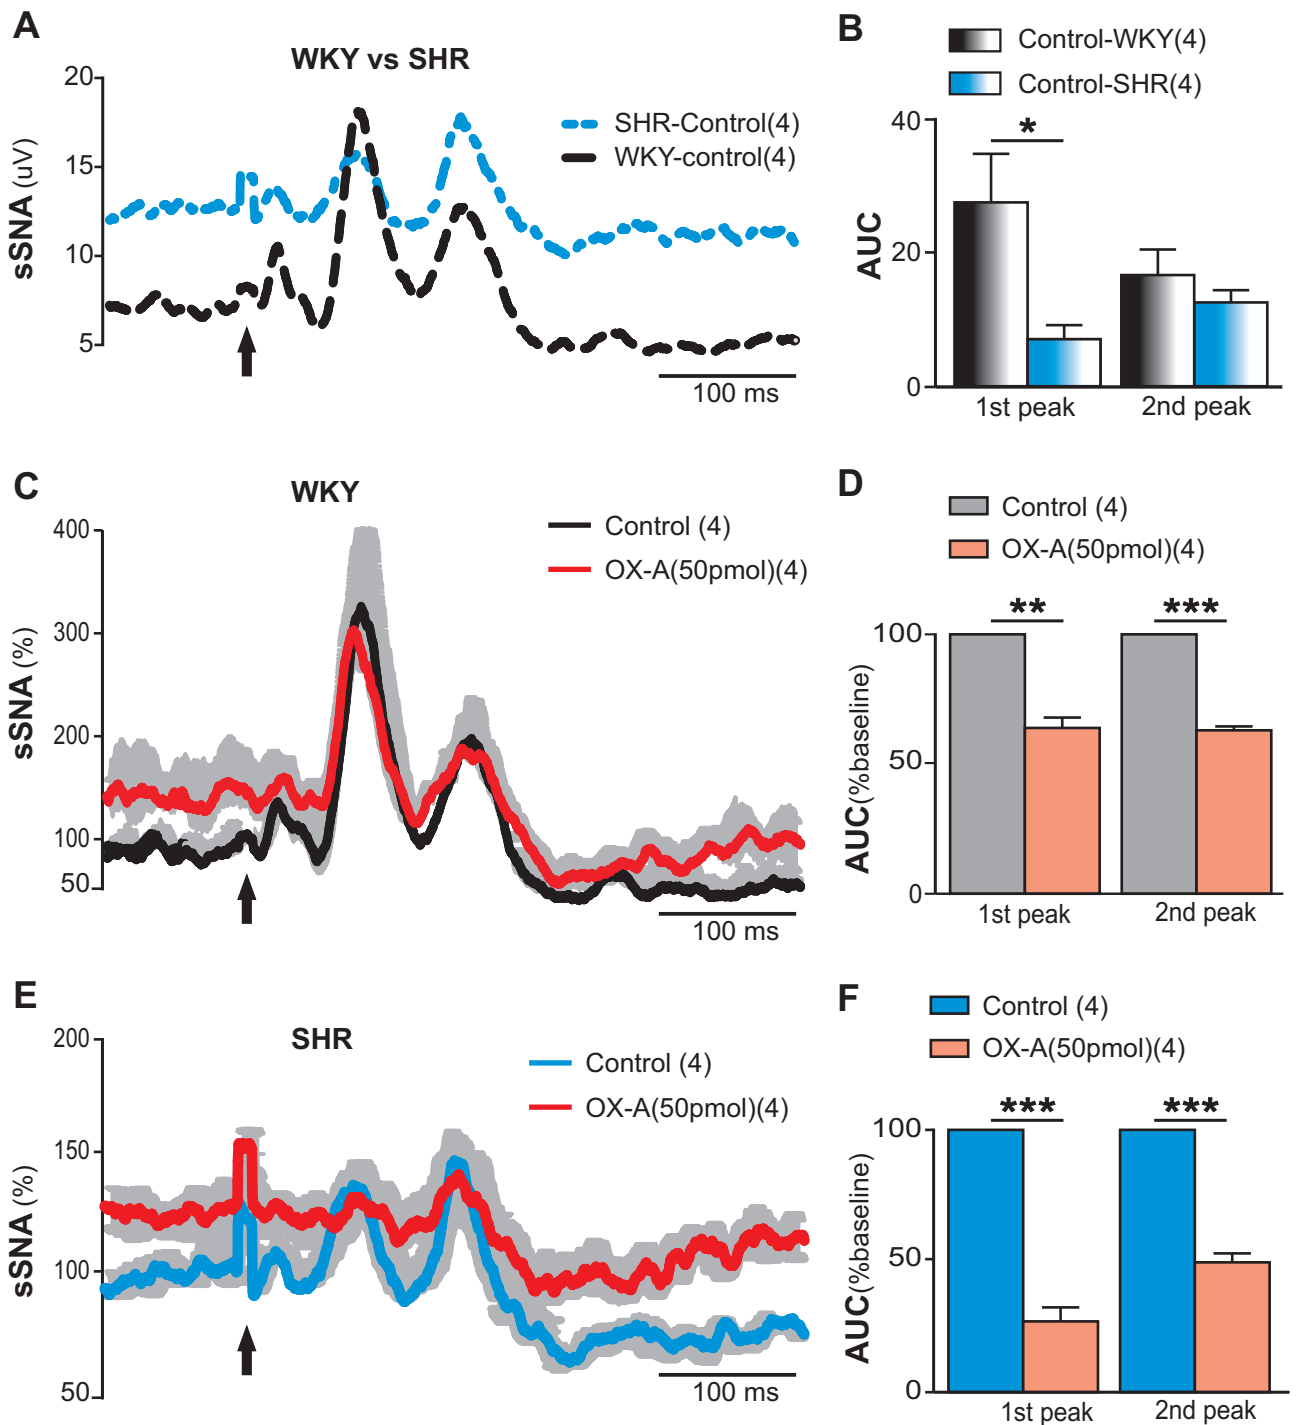 A
WKY vs SHR
sSNA (uV)
20
15
10
5
SHR-Control(4)
WKY-control(4)
100 ms
B
Control-WKY(4)
Control-SHR(4)
AUC
40
20
0
*
1st peak
2nd peak
C
WKY
sSNA (%)
400
300
200
100
50
Control (4)
OX-A(50pmol)(4)
100 ms
D
Control (4)
OX-A(50pmol)(4)
AUC(%baseline)
100
50
0
**
***
1st peak
2nd peak
E
SHR
sSNA (%)
200
150
100
50
Control (4)
OX-A(50pmol)(4)
100 ms
F
Control (4)
OX-A(50pmol)(4)
AUC(%baseline)
100
50
0
***
***
1st peak
2nd peak